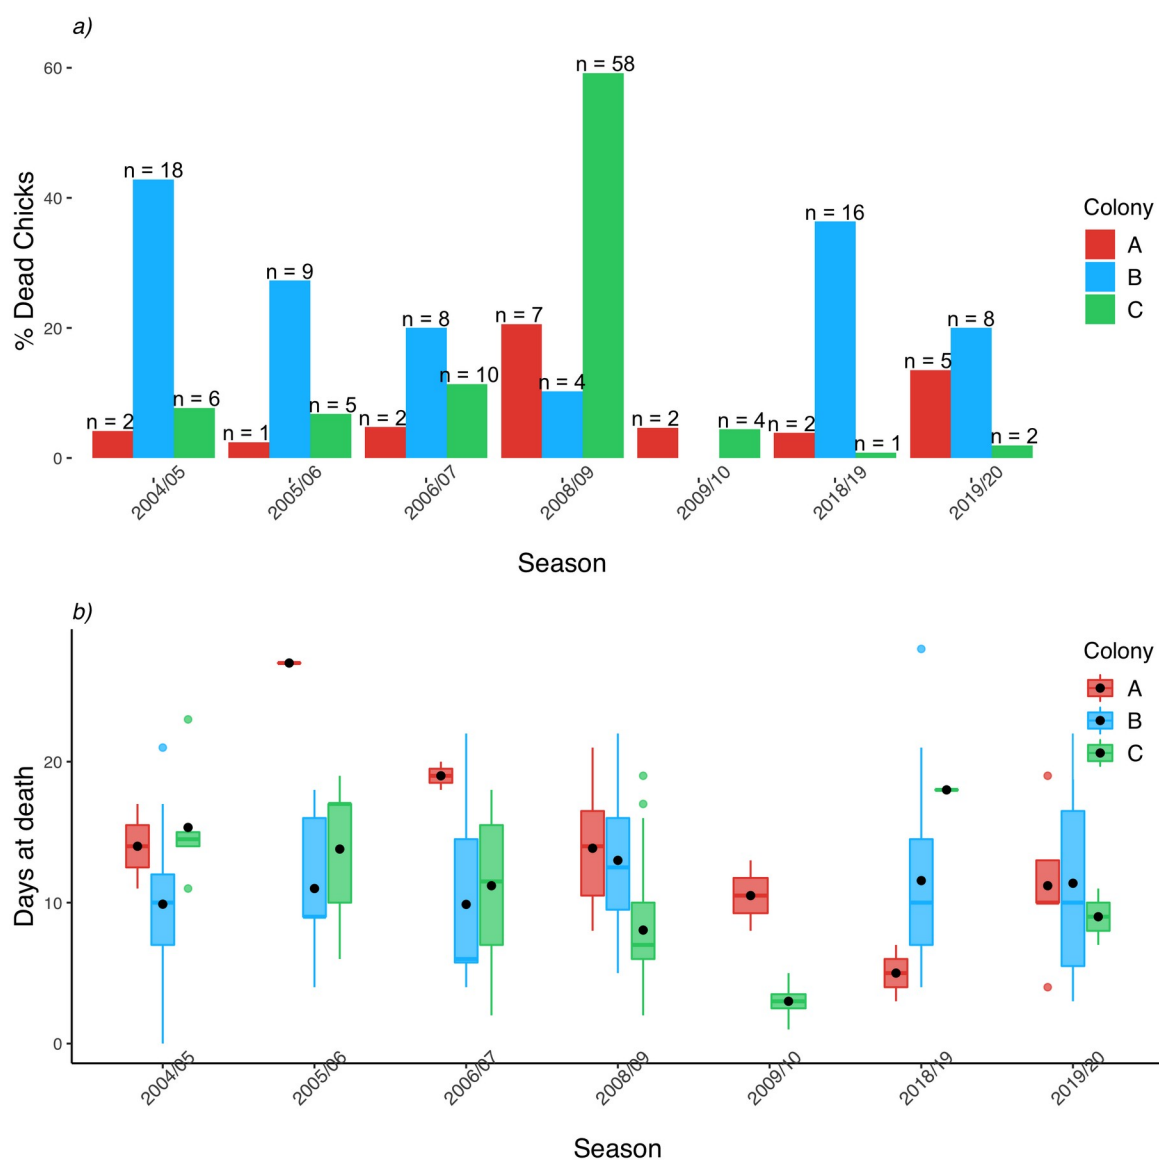 a)
% Dead Chicks
60
40
20
0
n = 2
n = 18
n = 6
n = 1
n = 9
n = 5
n = 2
n = 8
n = 10
n = 7
n = 4
n = 58
n = 2
n = 4
n = 2
n = 16
n = 1
n = 5
n = 8
n = 2
2004/05
2005/06
2006/07
2008/09
2009/10
2018/19
2019/20
Season
Colony
A
B
C
b)
Days at death
20
10
0
2004/05
2005/06
2006/07
2008/09
2009/10
2018/19
2019/20
Season
Colony
A
B
C